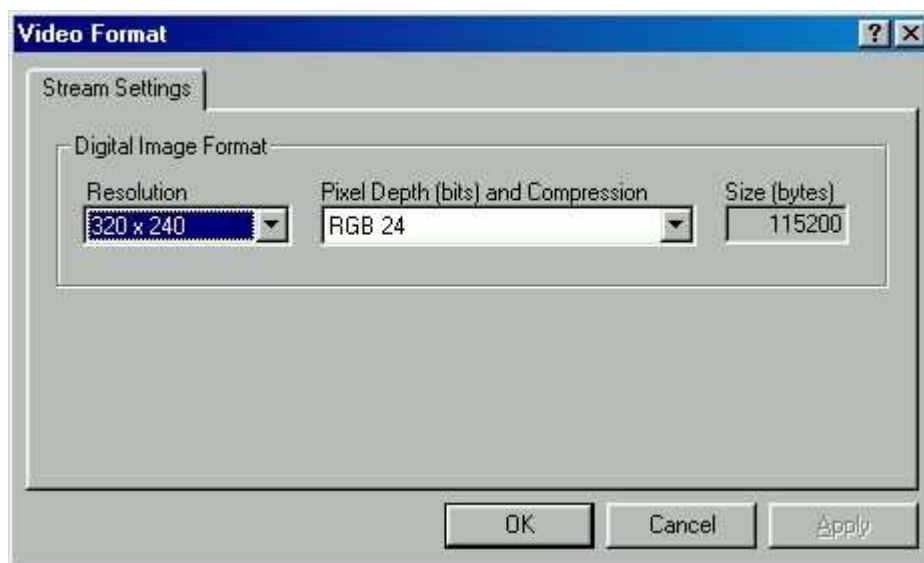 Video Format
Stream Settings
Digital Image Format
Resolution Pixel Depth (bits) and Compression Size (bytes)
320 x 240 RGB 24 115200
OK Cancel Apply